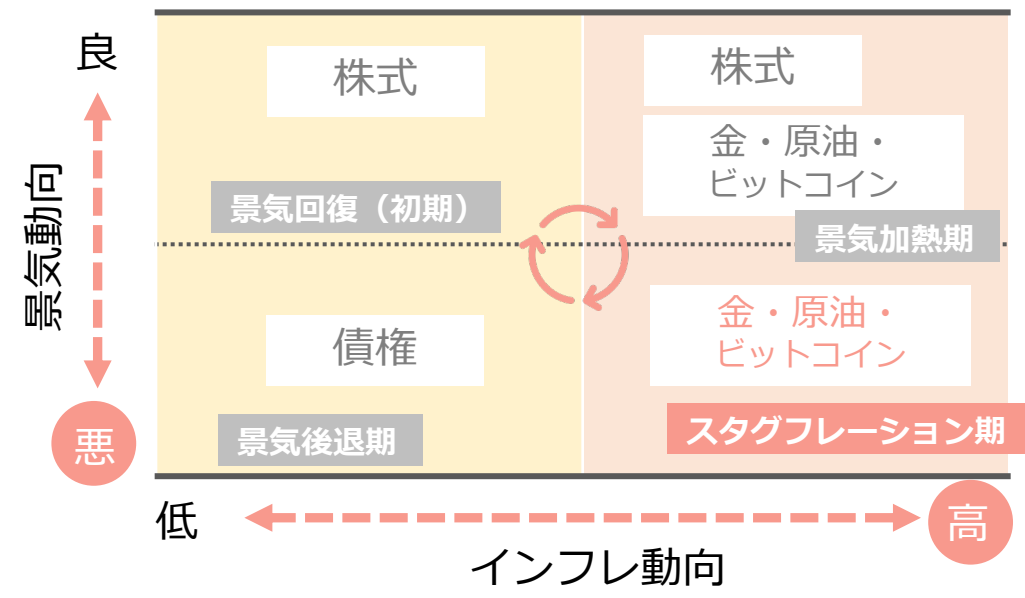 良
株式
株式
金・原油・
ビットコイン
景気回復（初期）
景気加熱期
景気動向
債権
金・原油・
ビットコイン
景気後退期
スタグフレーション期
悪
低
高
インフレ動向